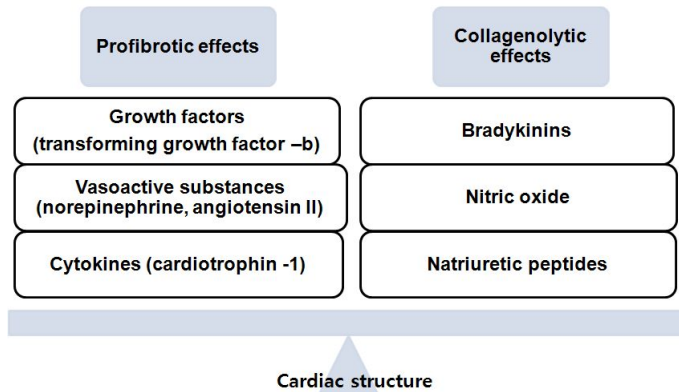 Profibrotic effects
Collagenolytic
effects
Growth factors
(transforming growth factor –b)
Vasoactive substances
(norepinephrine, angiotensin II)
Cytokines (cardiotrophin -1)
Bradykinins
Nitric oxide
Natriuretic peptides
Cardiac structure